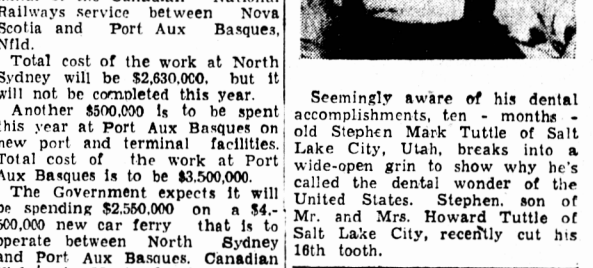 Railways service between Nova
Scotia and Port Aux Basques,
Nfld.
Total cost of the work at North
Sydney will be $2,630,000. but it
will not be completed this year.
Another $500,000 is to be spent
this year at Port Aux Basques on
new port and terminal facilities.
Total cost of the work at Port
Aux Basques is to be $3,500,000.
The Government expects it will
be spending $2,550,000 on a $4,-
500,000 new car ferry that is to
operate between North Sydney
and Port Aux Basques. Canadian
Seemingly aware of his dental
accomplishments, ten - months -
old Stephen Mark Tuttle of Salt
Lake City, Utah, breaks into a
wide-open grin to show why he's
called the dental wonder of the
United States. Stephen. son of
Mr. and Mrs. Howard Tuttle of
Salt Lake City, recently cut his
16th tooth.